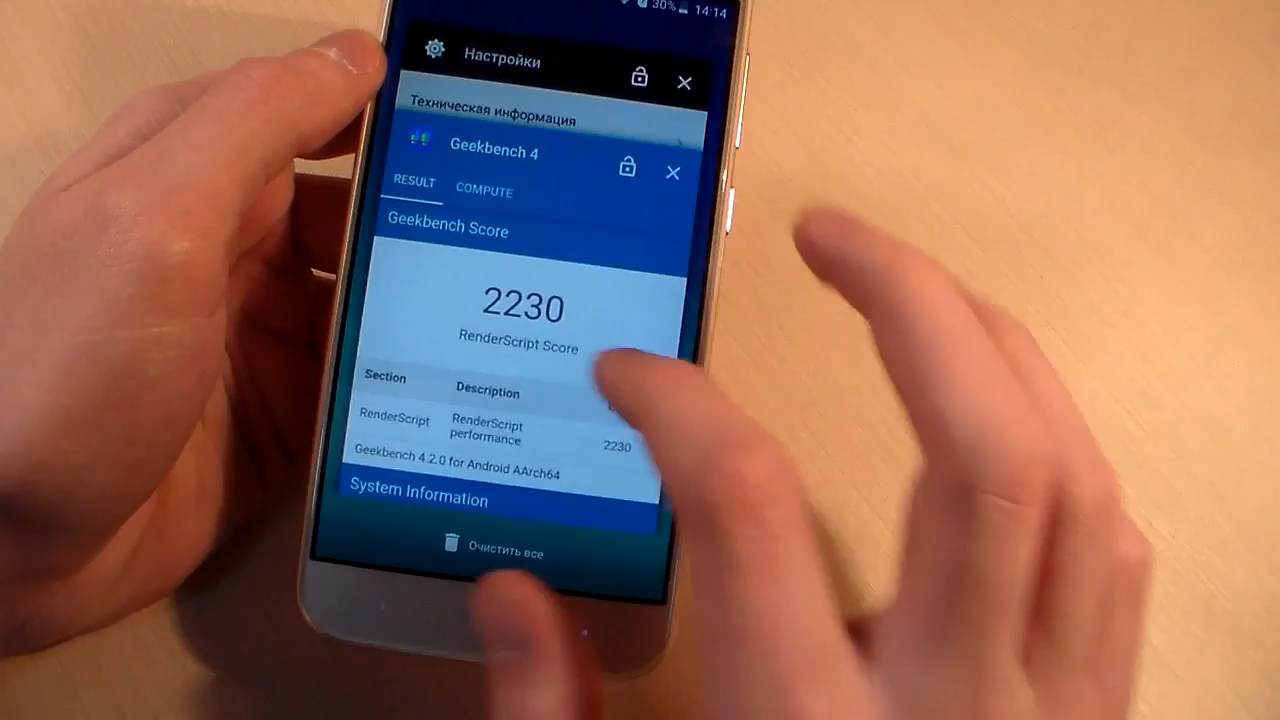 30% 14:14
Настройки
Техническая информация
Geekbench 4
RESULT COMPUTE
Geekbench Score
2230
RenderScript Score
Section Description
RenderScript RenderScript performance 2230
Geekbench 4.2.0 for Android AArch64
System Information
Очистить все